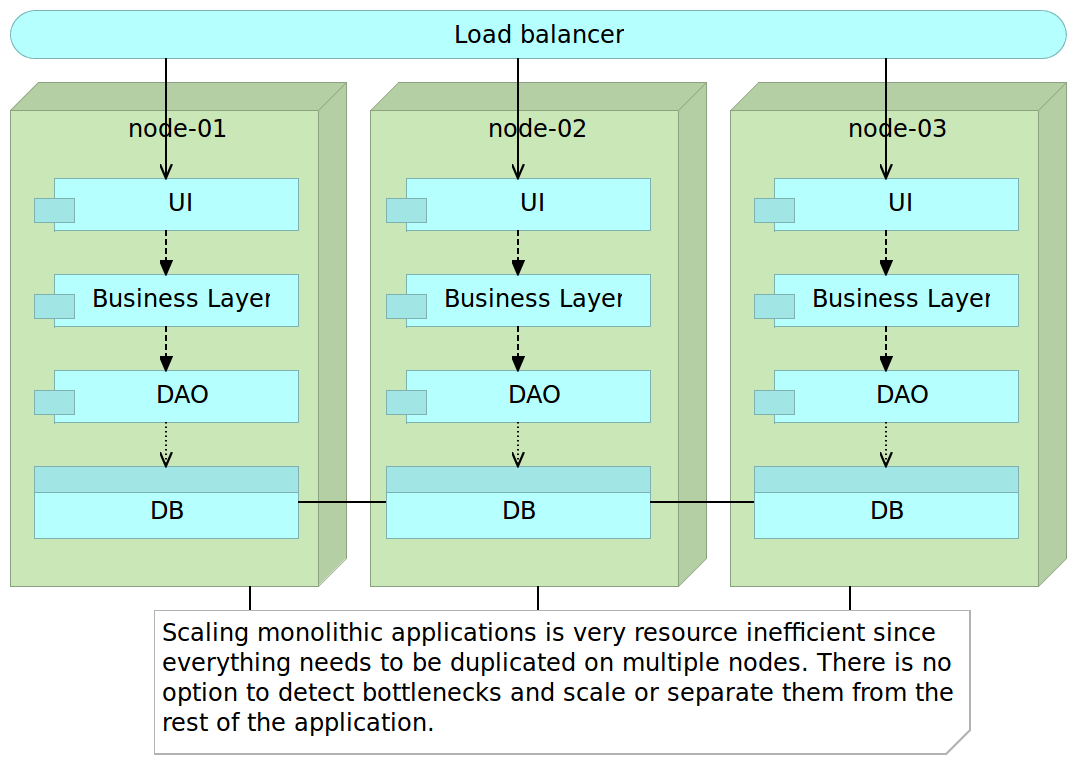 Load balancer
node-01
node-02
node-03
UI
UI
UI
Business Layer
Business Layer
Business Layer
DAO
DAO
DAO
DB
DB
DB
Scaling monolithic applications is very resource inefficient since
everything needs to be duplicated on multiple nodes. There is no
option to detect bottlenecks and scale or separate them from the
rest of the application.